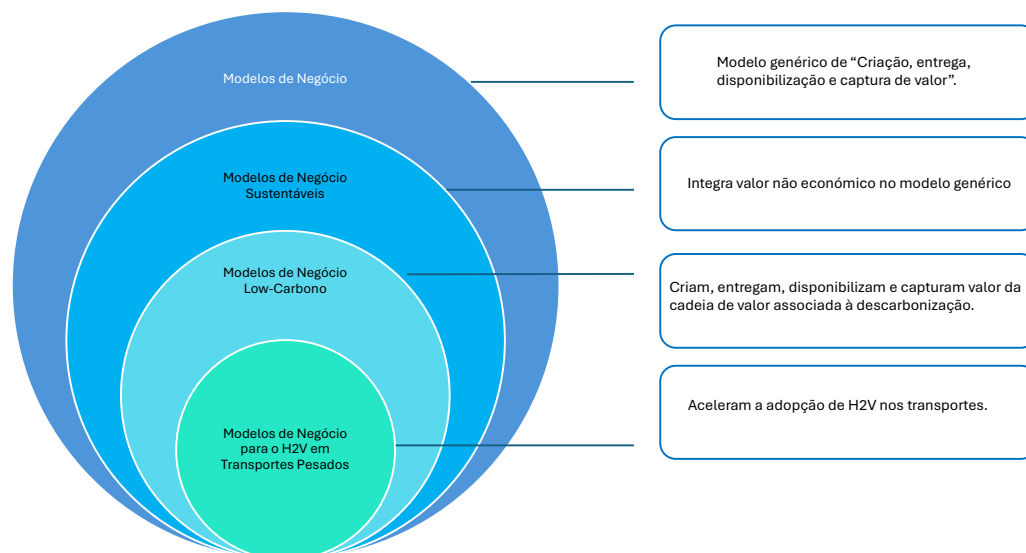 Modelos de Negócio
Modelo genérico de “Criação, entrega,
disponibilização e captura de valor”.
Modelos de Negócio
Sustentáveis
Integra valor não económico no modelo genérico
Modelos de Negócio
Low-Carbono
Criam, entregam, disponibilizam e capturam valor da
cadeia de valor associada à descarbonização.
Modelos de Negócio
para o H2V em
Transportes Pesados
Aceleram a adopção de H2V nos transportes.